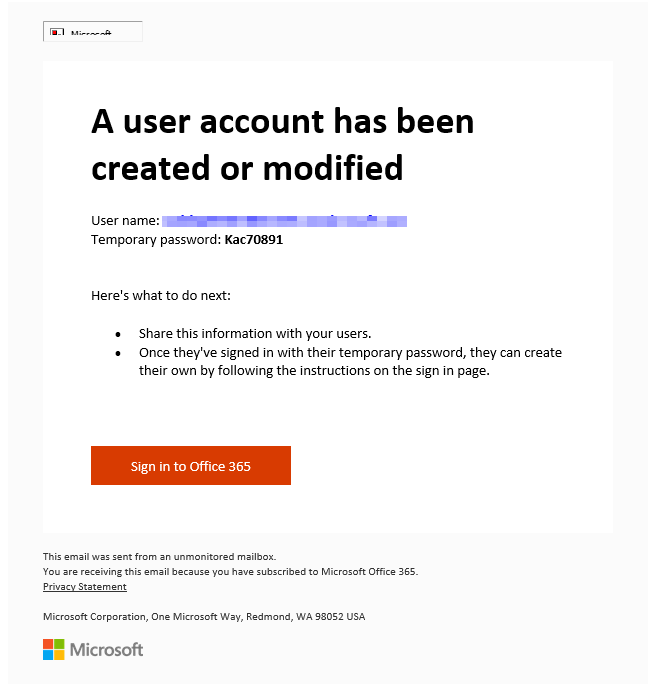 Microsoft
A user account has been
created or modified
User name:
Temporary password: Kac70891
Here's what to do next:
• Share this information with your users.
• Once they've signed in with their temporary password, they can create
their own by following the instructions on the sign in page.
Sign in to Office 365
This email was sent from an unmonitored mailbox.
You are receiving this email because you have subscribed to Microsoft Office 365.
Privacy Statement
Microsoft Corporation, One Microsoft Way, Redmond, WA 98052 USA
Microsoft